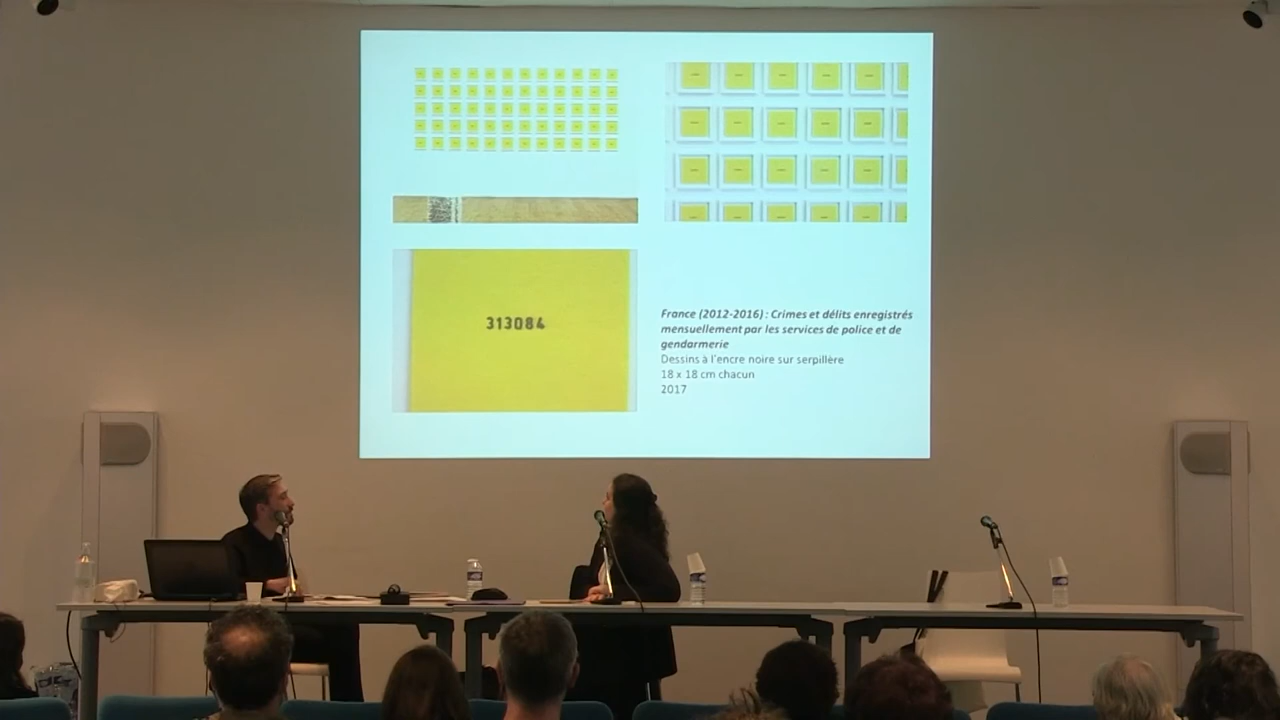 313084
France (2012-2016) : Crimes et délits enregistrés
mensuellement par les services de police et de
gendarmerie
Dessins à l'encre noire sur serpillère
18 x 18 cm chacun
2017